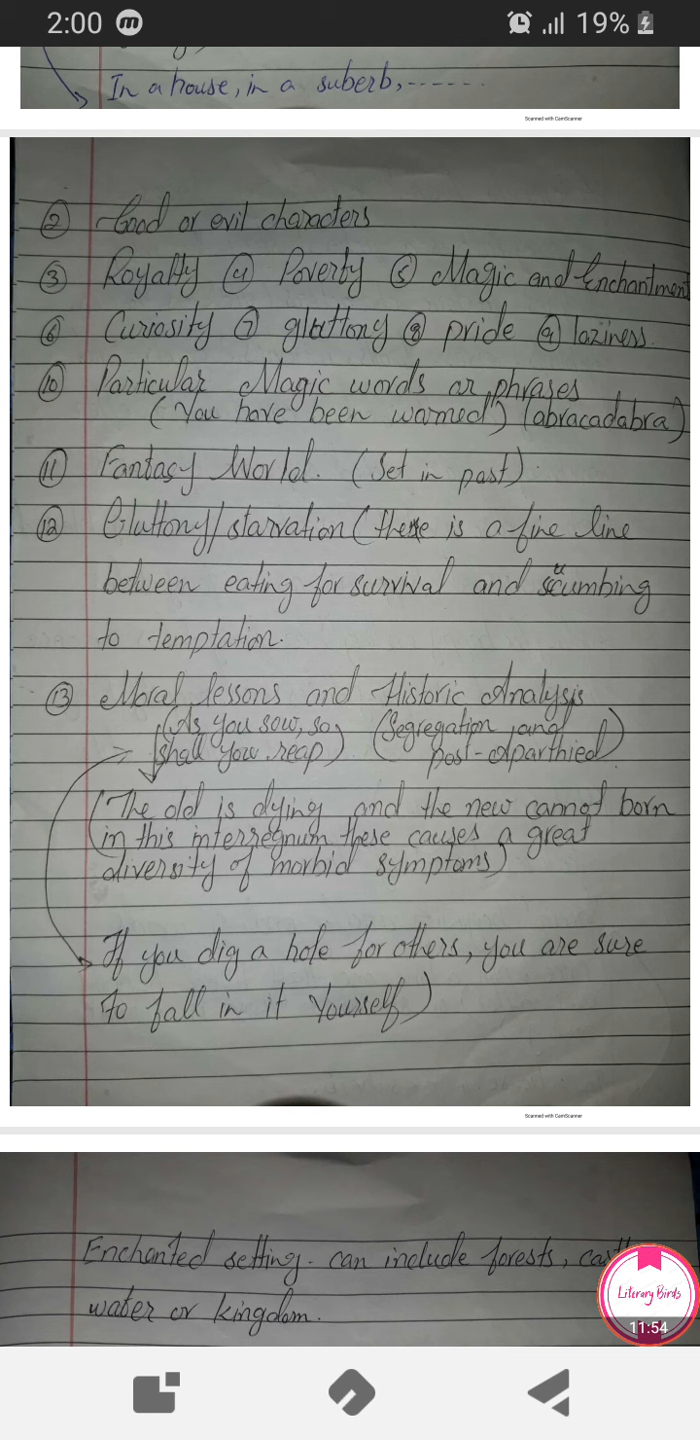 2:00 m 19%
In a house, in a suberb,------.
Scanned with CamScanner
② Good or evil characters
③ Royalty ④ Poverty ⑤ Magic and Enchantment
⑥ Curiosity ⑦ gluttony ⑧ pride ⑨ laziness.
⑩ Particular Magic words or phrases
(You have been warned) (abracadabra)
⑪ Fantasy World. (Set in past).
⑫ Gluttony/starvation (there is a fine line
between eating for survival and scumbing
to temptation.
⑬ Moral lessons and Historic Analysis
(As you sow, so (Segregation and
shall you reap) post-Aparthied)
(The old is dying and the new cannot born
in this interregnum these causes a great
diversity of morbid symptoms)
If you dig a hole for others, you are sure
to fall in it Yourself)
Scanned with CamScanner
Enchanted setting. can include forests,
water or kingdom.
Literary Birds
11:54